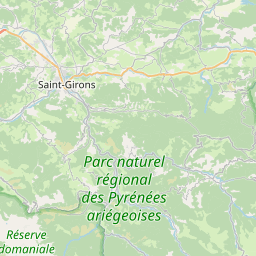 Saint-Girons
Parc naturel
régional
des Pyrénées
ariégeoises
Réserve
domaniale